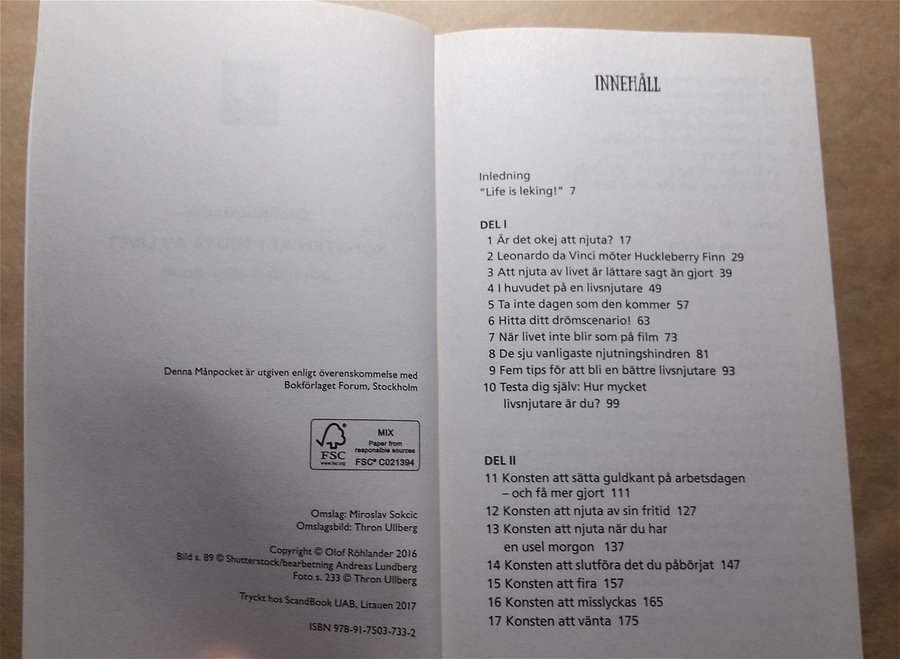 Denna Månpocket är utgiven enligt överenskommelse med
Bokförlaget Forum, Stockholm
MIX
Paper from
responsible sources
FSC
www.fsc.org
FSC® C021394
Omslag: Miroslav Sokcic
Omslagsbild: Thron Ullberg
Copyright © Olof Röhlander 2016
Bild s. 89 © Shutterstock/bearbetning Andreas Lundberg
Foto s. 233 © Thron Ullberg
Tryckt hos ScandBook UAB, Litauen 2017
ISBN 978-91-7503-733-2
INNEHÅLL
Inledning
"Life is leking!" 7
DEL I
1 Är det okej att njuta? 17
2 Leonardo da Vinci möter Huckleberry Finn 29
3 Att njuta av livet är lättare sagt än gjort 39
4 I huvudet på en livsnjutare 49
5 Ta inte dagen som den kommer 57
6 Hitta ditt drömscenario! 63
7 När livet inte blir som på film 73
8 De sju vanligaste njutningshindren 81
9 Fem tips för att bli en bättre livsnjutare 93
10 Testa dig själv: Hur mycket
livsnjutare är du? 99
DEL II
11 Konsten att sätta guldkant på arbetsdagen
– och få mer gjort 111
12 Konsten att njuta av sin fritid 127
13 Konsten att njuta när du har
en usel morgon 137
14 Konsten att slutföra det du påbörjat 147
15 Konsten att fira 157
16 Konsten att misslyckas 165
17 Konsten att vänta 175